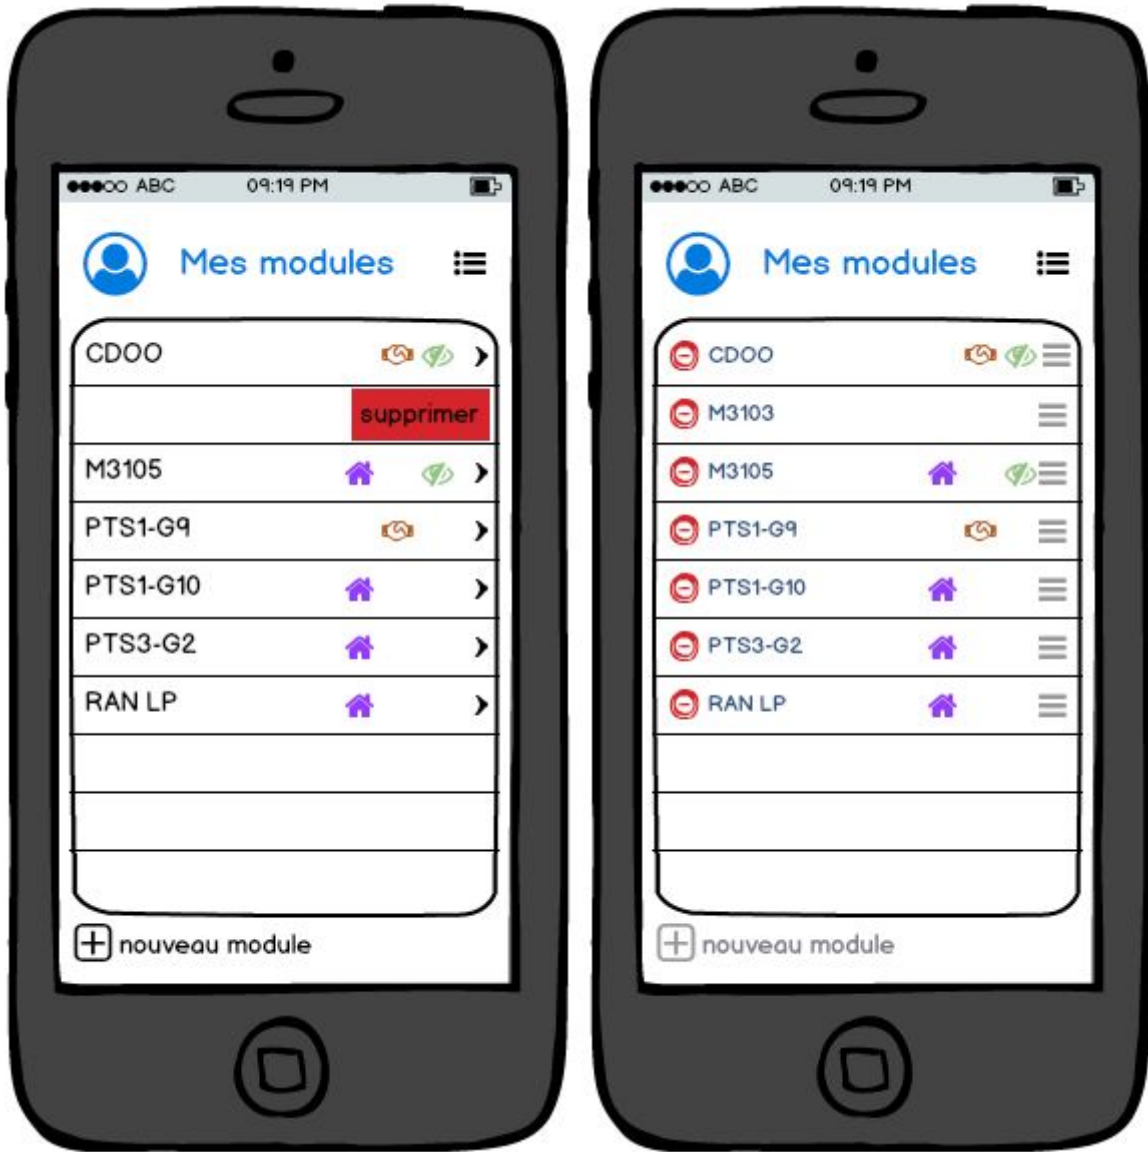 ABC 09:19 PM
Mes modules
CDOO
supprimer
M3105
PTS1-G9
PTS1-G10
PTS3-G2
RAN LP
nouveau module
ABC 09:19 PM
Mes modules
CDOO
M3103
M3105
PTS1-G9
PTS1-G10
PTS3-G2
RAN LP
nouveau module